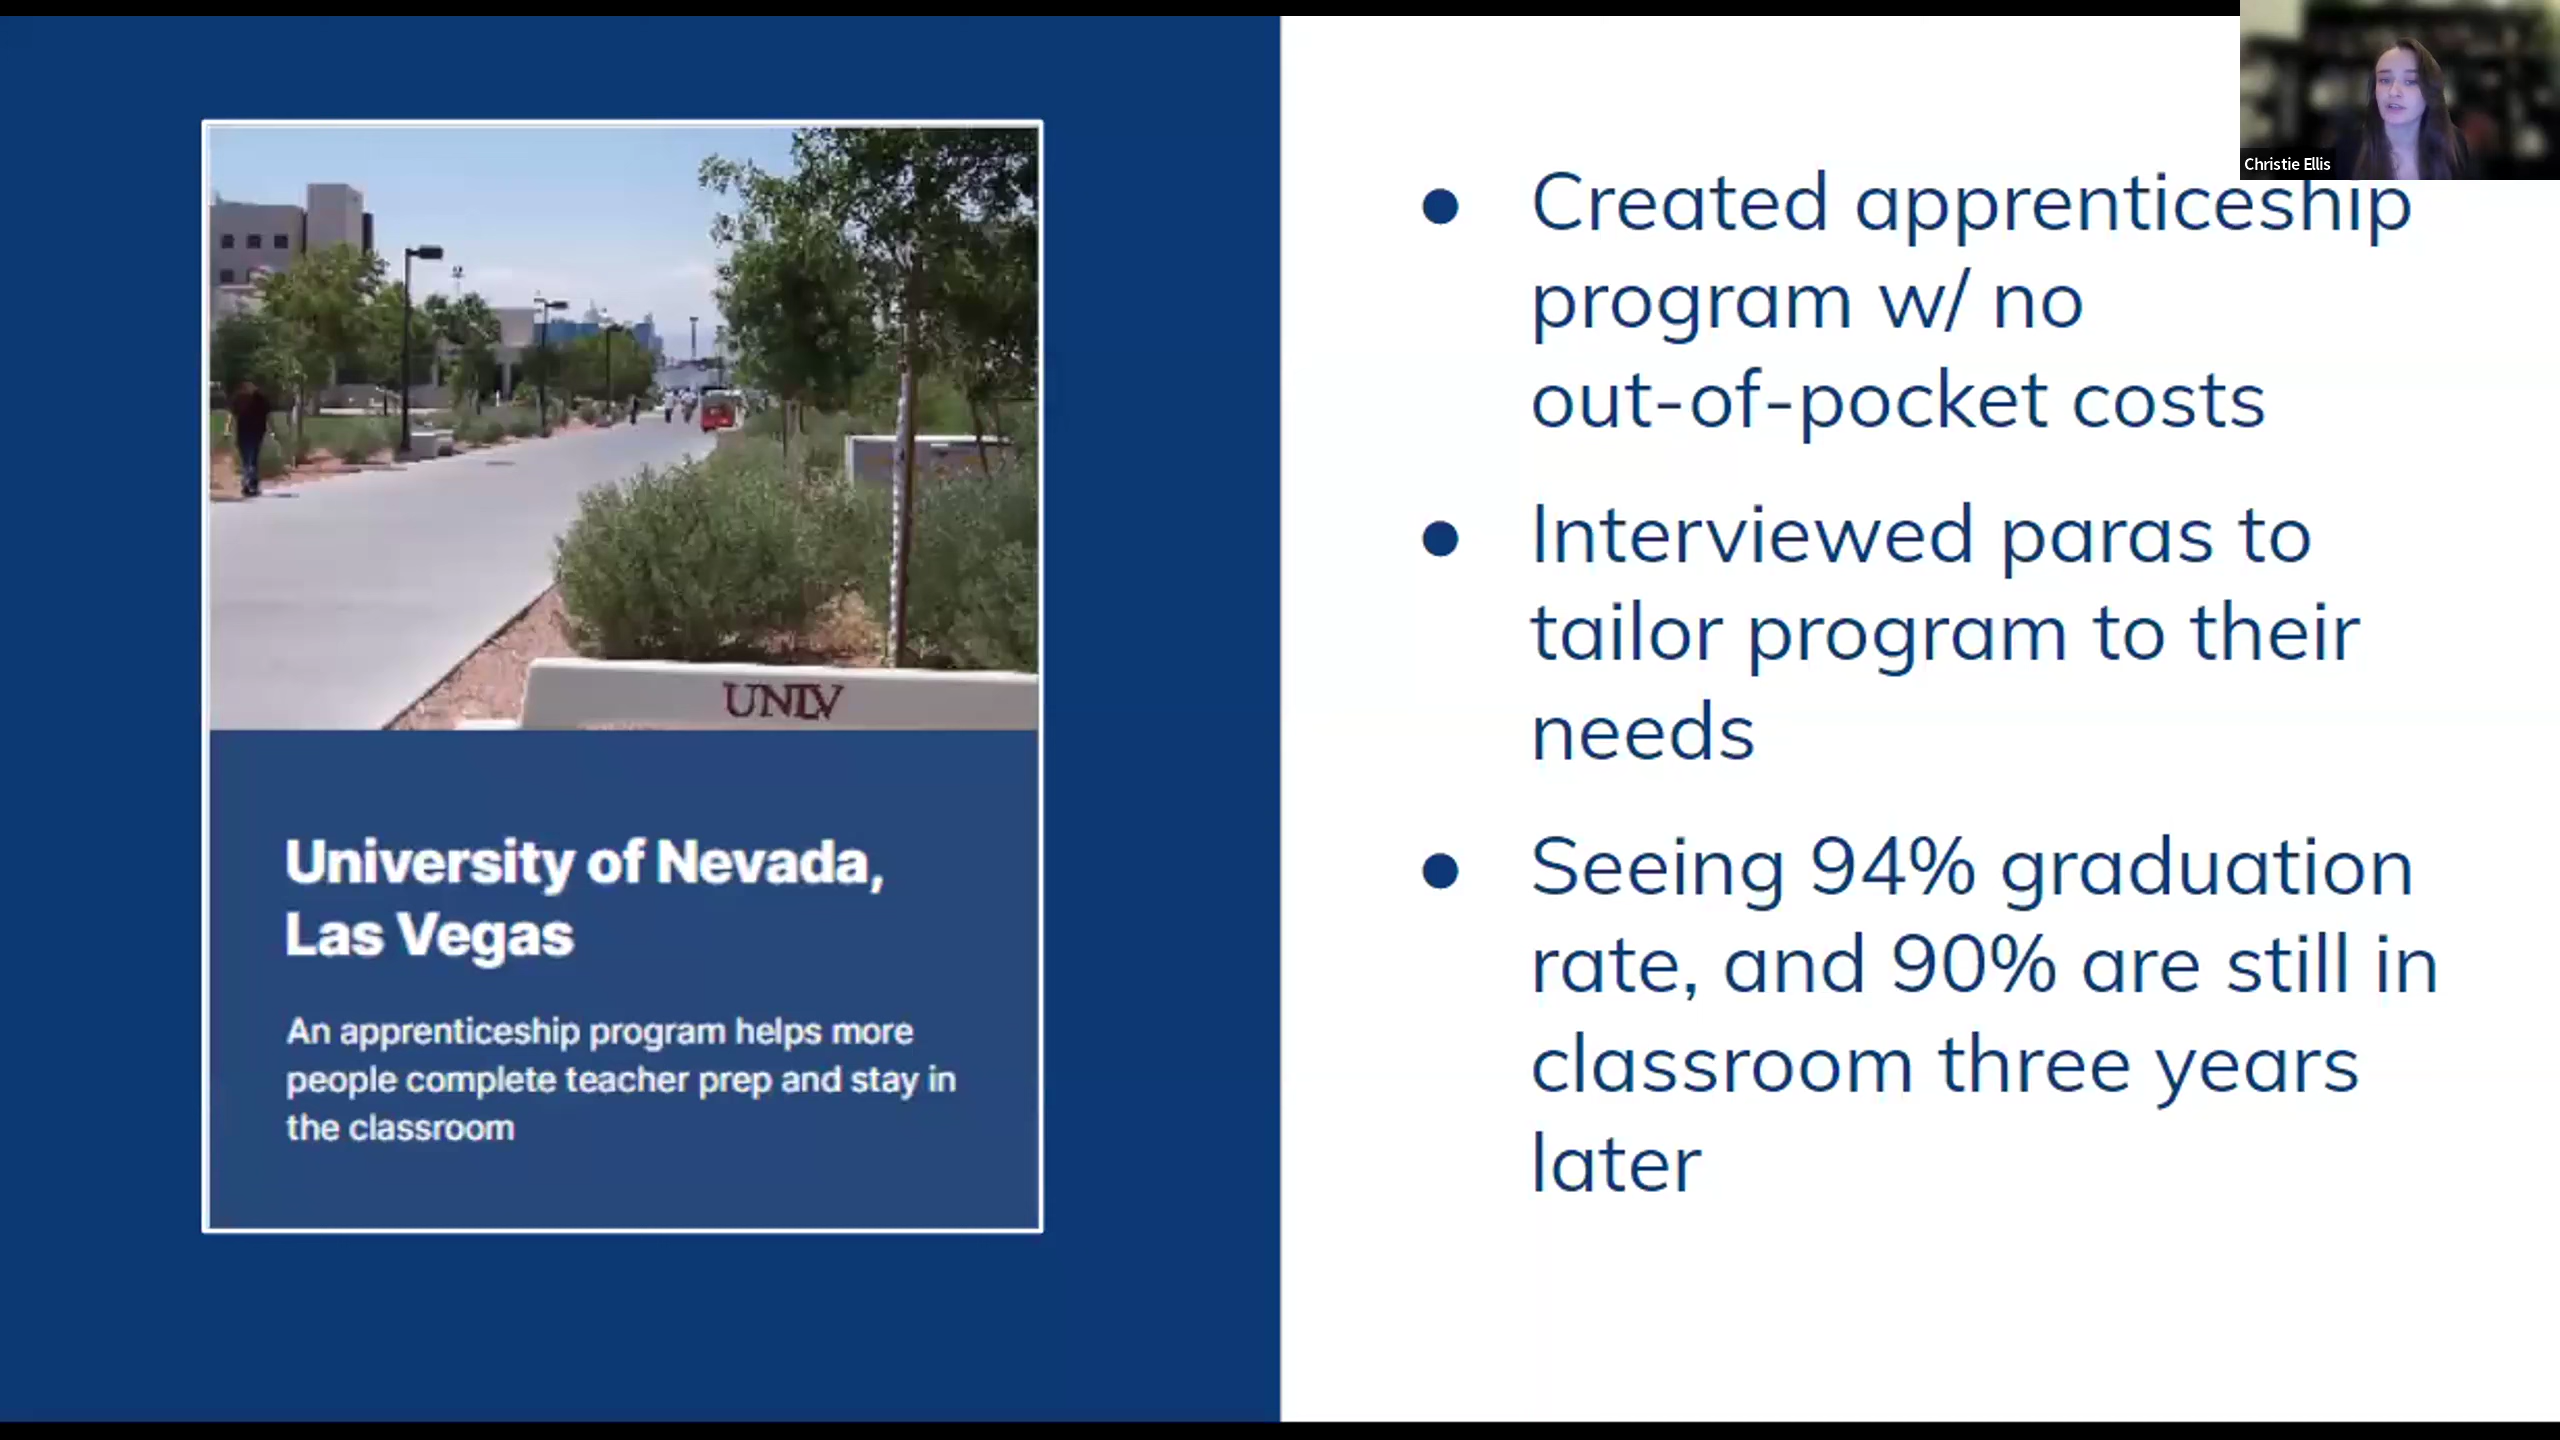 Christie Ellis
UNLV
University of Nevada,
Las Vegas
An apprenticeship program helps more
people complete teacher prep and stay in
the classroom
● Created apprenticeship
program w/ no
out-of-pocket costs
● Interviewed paras to
tailor program to their
needs
● Seeing 94% graduation
rate, and 90% are still in
classroom three years
later